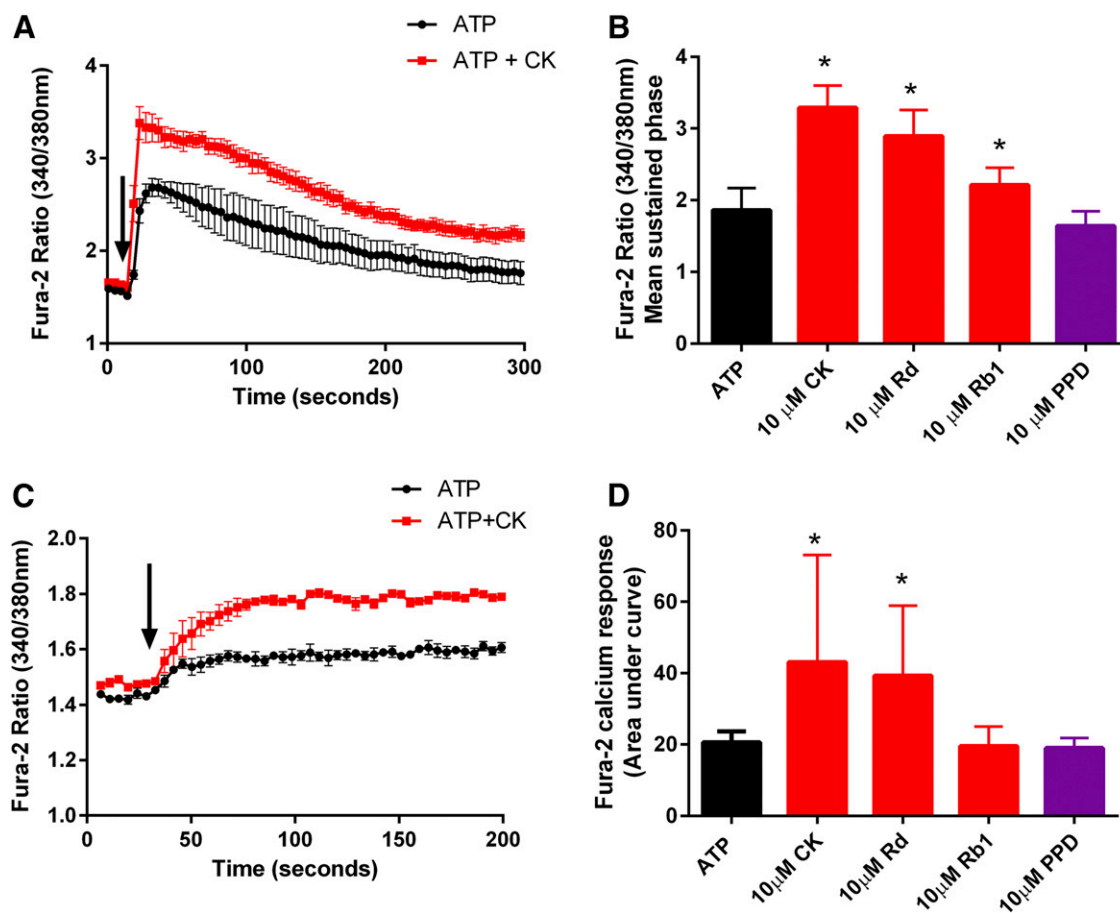 A
ATP
ATP + CK
Fura-2 Ratio (340/380nm)
4
3
2
1
0
100
200
300
Time (seconds)
B
Fura-2 Ratio (340/380nm)
Mean sustained phase
4
3
2
1
0
*
*
*
ATP
10 μM CK
10 μM Rd
10 μM Rb1
10 μM PPD
C
ATP
ATP+CK
Fura-2 Ratio (340/380nm)
2.0
1.8
1.6
1.4
1.2
1.0
0
50
100
150
200
Time (seconds)
D
Fura-2 calcium response
(Area under curve)
80
60
40
20
0
*
*
ATP
10μM CK
10μM Rd
10μM Rb1
10μM PPD